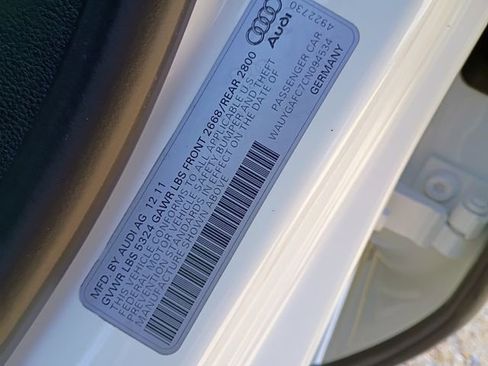 MFD. BY AUDI AG 12 11
GVWR LBS 5324 GAWR LBS FRONT 2668/REAR 2800
THIS VEHICLE CONFORMS TO ALL APPLICABLE U.S.
FEDERAL MOTOR VEHICLE SAFETY BUMPER AND THEFT
PREVENTION STANDARDS IN EFFECT ON THE DATE OF
MANUFACTURE SHOWN ABOVE
PASSENGER CAR
WAUYGAFC7CN094534
GERMANY
Audi
4922730